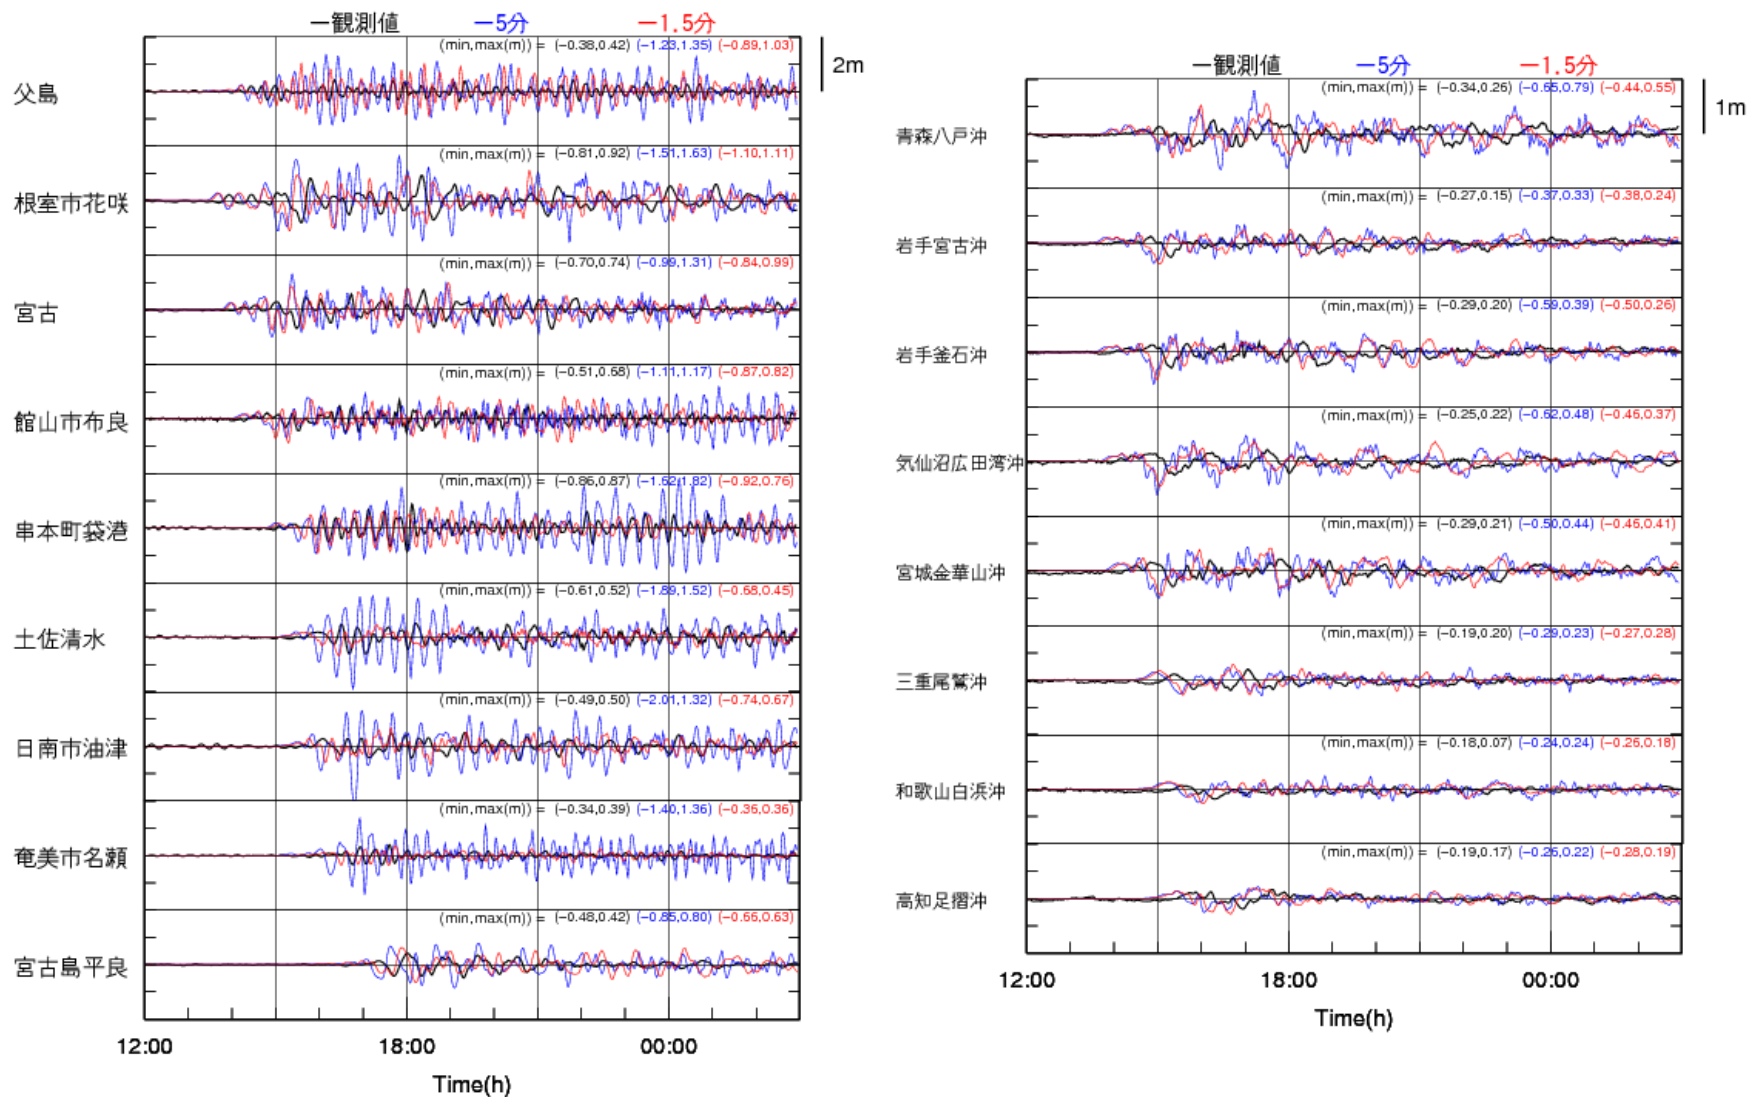 一観測値 一5分 一1.5分
父島 (min,max(m)) = (−0.38,0.42) (−1.23,1.35) (−0.89,1.03)
2m
根室市花咲 (min,max(m)) = (−0.81,0.92) (−1.51,1.63) (−1.10,1.11)
宮古 (min,max(m)) = (−0.70,0.74) (−0.99,1.31) (−0.84,0.99)
館山市布良 (min,max(m)) = (−0.51,0.68) (−1.11,1.17) (−0.87,0.82)
串本町袋港 (min,max(m)) = (−0.86,0.87) (−1.62,1.82) (−0.92,0.76)
土佐清水 (min,max(m)) = (−0.61,0.52) (−1.89,1.52) (−0.68,0.45)
日南市油津 (min,max(m)) = (−0.49,0.50) (−2.01,1.32) (−0.74,0.67)
奄美市名瀬 (min,max(m)) = (−0.34,0.39) (−1.40,1.36) (−0.36,0.36)
宮古島平良 (min,max(m)) = (−0.48,0.42) (−0.85,0.80) (−0.66,0.63)
12:00 18:00 00:00
Time(h)
一観測値 一5分 一1.5分
青森八戸沖 (min,max(m)) = (−0.34,0.26) (−0.65,0.79) (−0.44,0.55)
1m
岩手宮古沖 (min,max(m)) = (−0.27,0.15) (−0.37,0.33) (−0.38,0.24)
岩手釜石沖 (min,max(m)) = (−0.29,0.20) (−0.59,0.39) (−0.50,0.26)
気仙沼広田湾沖 (min,max(m)) = (−0.25,0.22) (−0.62,0.48) (−0.46,0.37)
宮城金華山沖 (min,max(m)) = (−0.29,0.21) (−0.50,0.44) (−0.46,0.41)
三重尾鷲沖 (min,max(m)) = (−0.19,0.20) (−0.29,0.23) (−0.27,0.28)
和歌山白浜沖 (min,max(m)) = (−0.18,0.07) (−0.24,0.24) (−0.26,0.18)
高知足摺沖 (min,max(m)) = (−0.19,0.17) (−0.26,0.22) (−0.28,0.19)
12:00 18:00 00:00
Time(h)